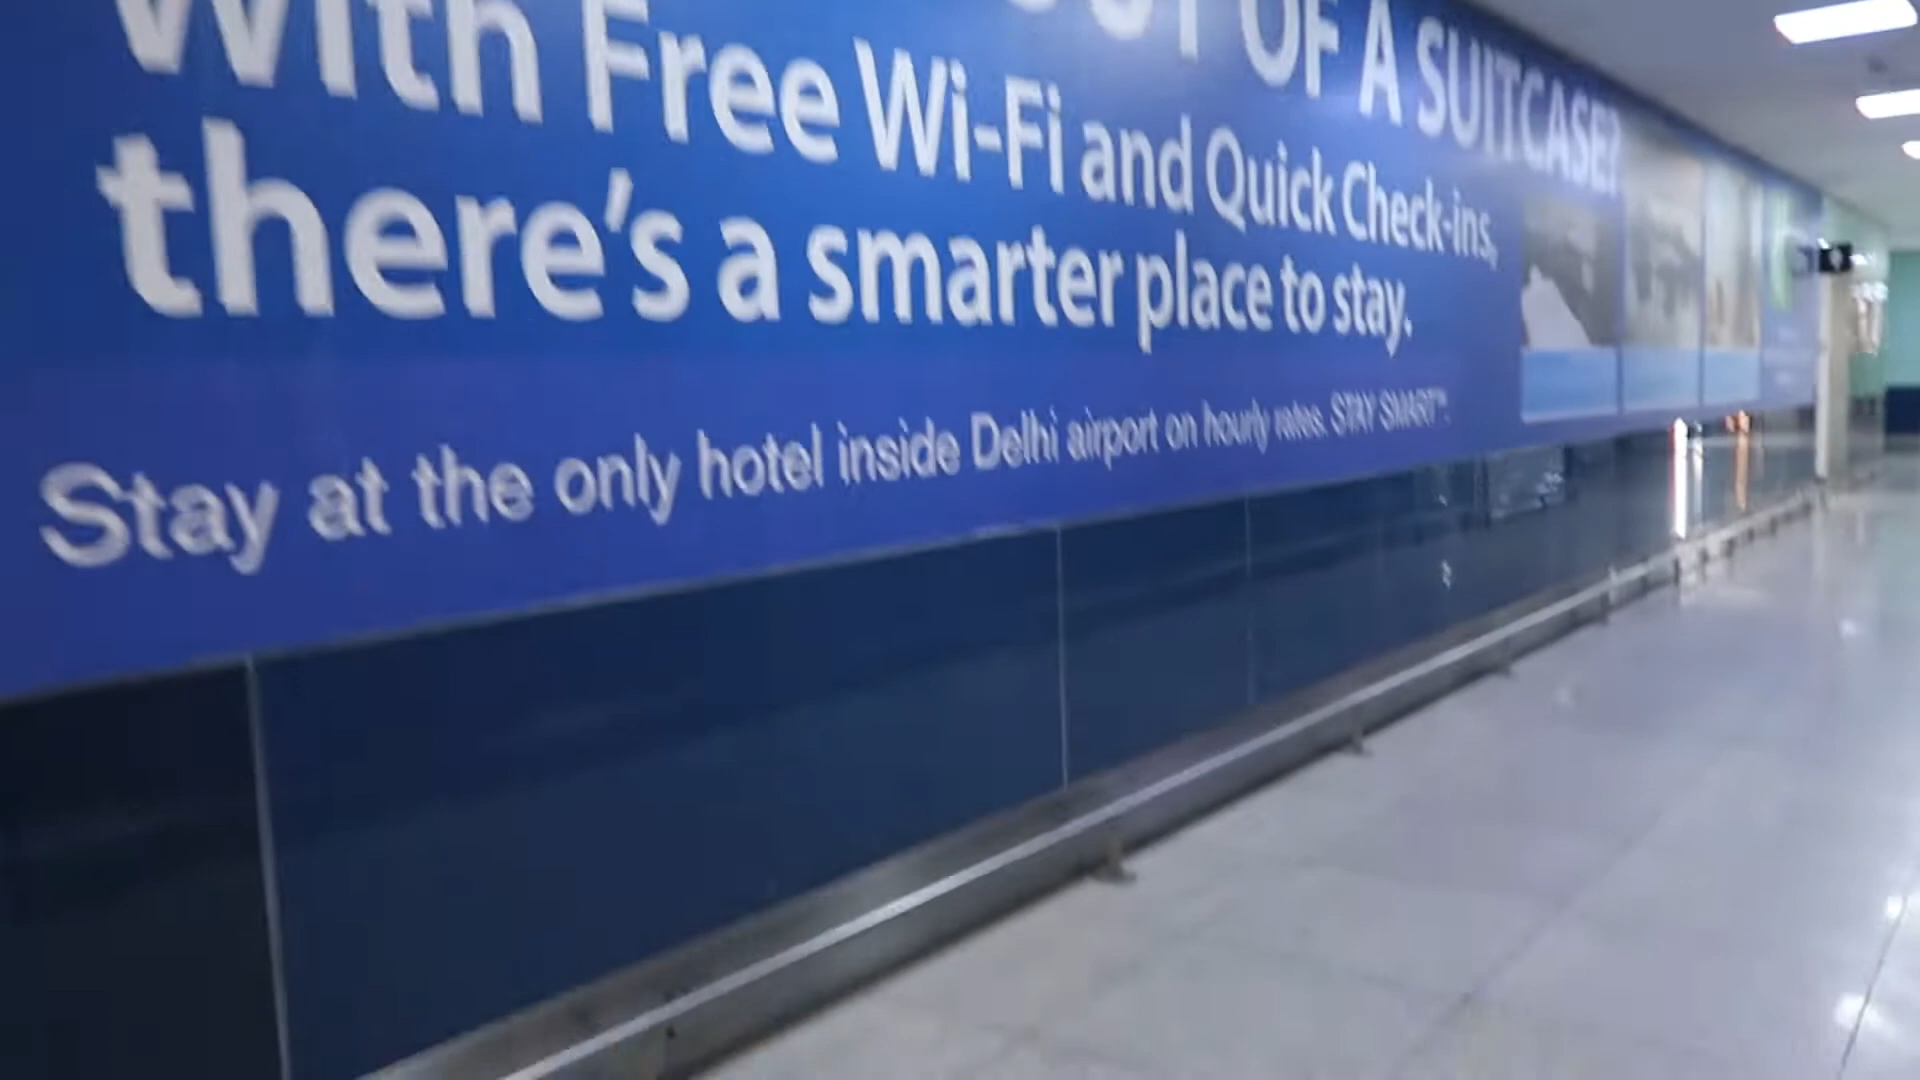 OF A SUITCASE?
With Free Wi-Fi and Quick Check-ins,
there's a smarter place to stay.
Stay at the only hotel inside Delhi airport on hourly rates. STAY SMART™.